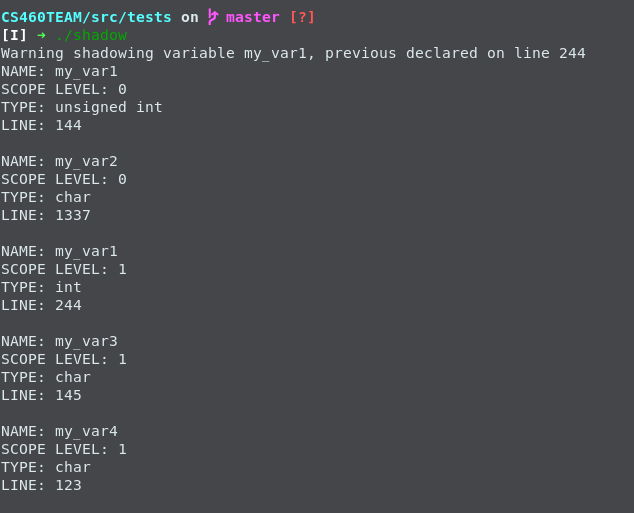 CS460TEAM/src/tests on master [?]
[I] ➜ ./shadow
Warning shadowing variable my_var1, previous declared on line 244
NAME: my_var1
SCOPE LEVEL: 0
TYPE: unsigned int
LINE: 144
NAME: my_var2
SCOPE LEVEL: 0
TYPE: char
LINE: 1337
NAME: my_var1
SCOPE LEVEL: 1
TYPE: int
LINE: 244
NAME: my_var3
SCOPE LEVEL: 1
TYPE: char
LINE: 145
NAME: my_var4
SCOPE LEVEL: 1
TYPE: char
LINE: 123